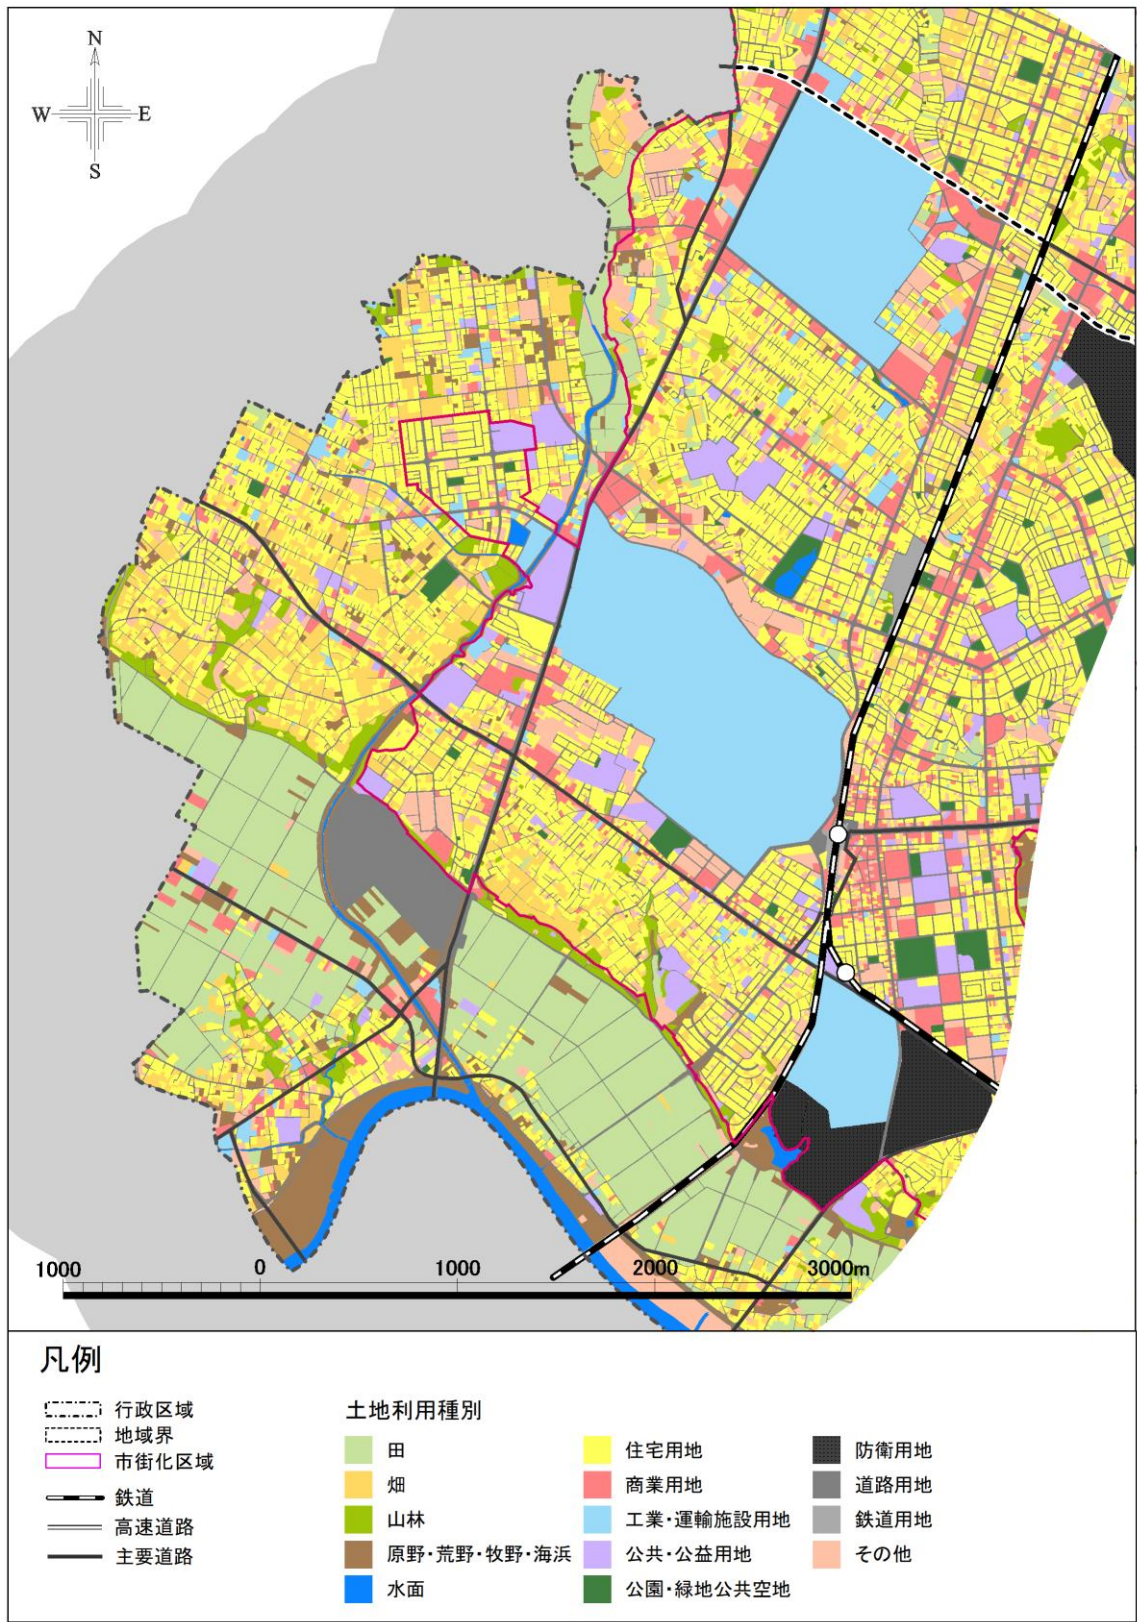 N
W E
S
1000 0 1000 2000 3000m
凡例
行政区域
地域界
市街化区域
鉄道
高速道路
主要道路
土地利用種別
田
畑
山林
原野・荒野・牧野・海浜
水面
住宅用地
商業用地
工業・運輸施設用地
公共・公益用地
公園・緑地公共空地
防衛用地
道路用地
鉄道用地
その他